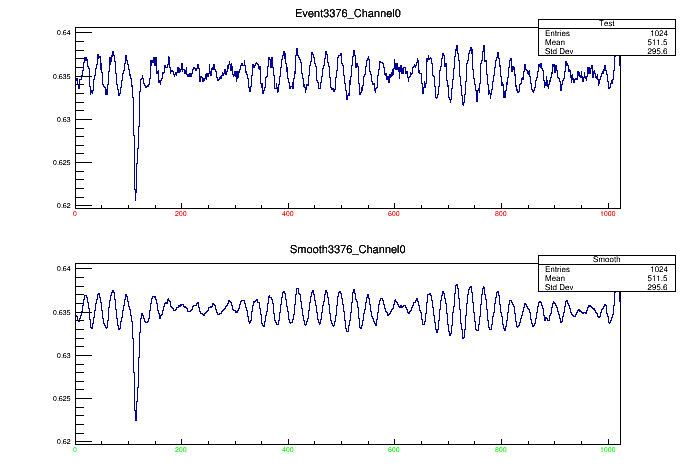 Event3376_Channel0
Test
Entries 1024
Mean 511.5
Std Dev 295.6
0.64
0.635
0.63
0.625
0.62
0 200 400 600 800 1000
Smooth3376_Channel0
Smooth
Entries 1024
Mean 511.5
Std Dev 295.6
0.64
0.635
0.63
0.625
0.62
0 200 400 600 800 1000